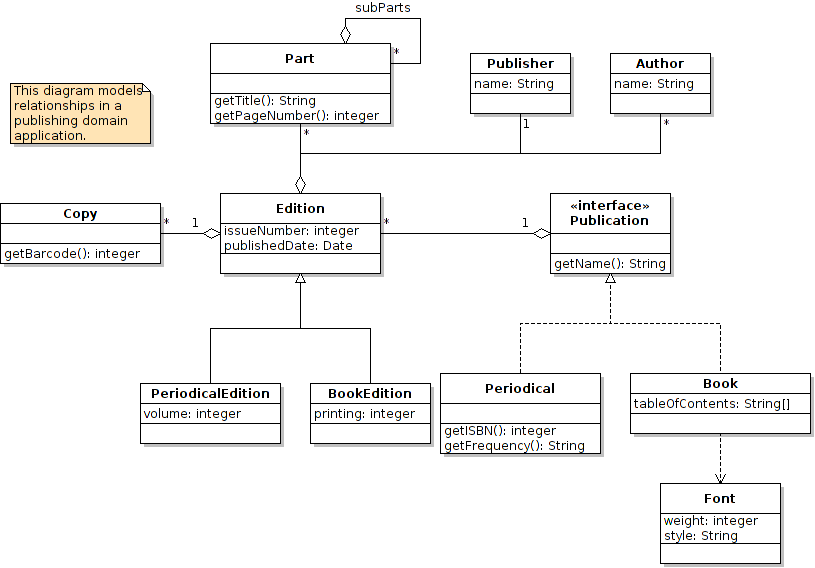 subParts
*
Part
getTitle(): String
getPageNumber(): integer
*
Publisher
name: String
1
Author
name: String
*
This diagram models
relationships in a
publishing domain
application.
Copy
getBarcode(): integer
*
1
Edition
issueNumber: integer
publishedDate: Date
*
1
«interface»
Publication
getName(): String
PeriodicalEdition
volume: integer
BookEdition
printing: integer
Periodical
getISBN(): integer
getFrequency(): String
Book
tableOfContents: String[]
Font
weight: integer
style: String